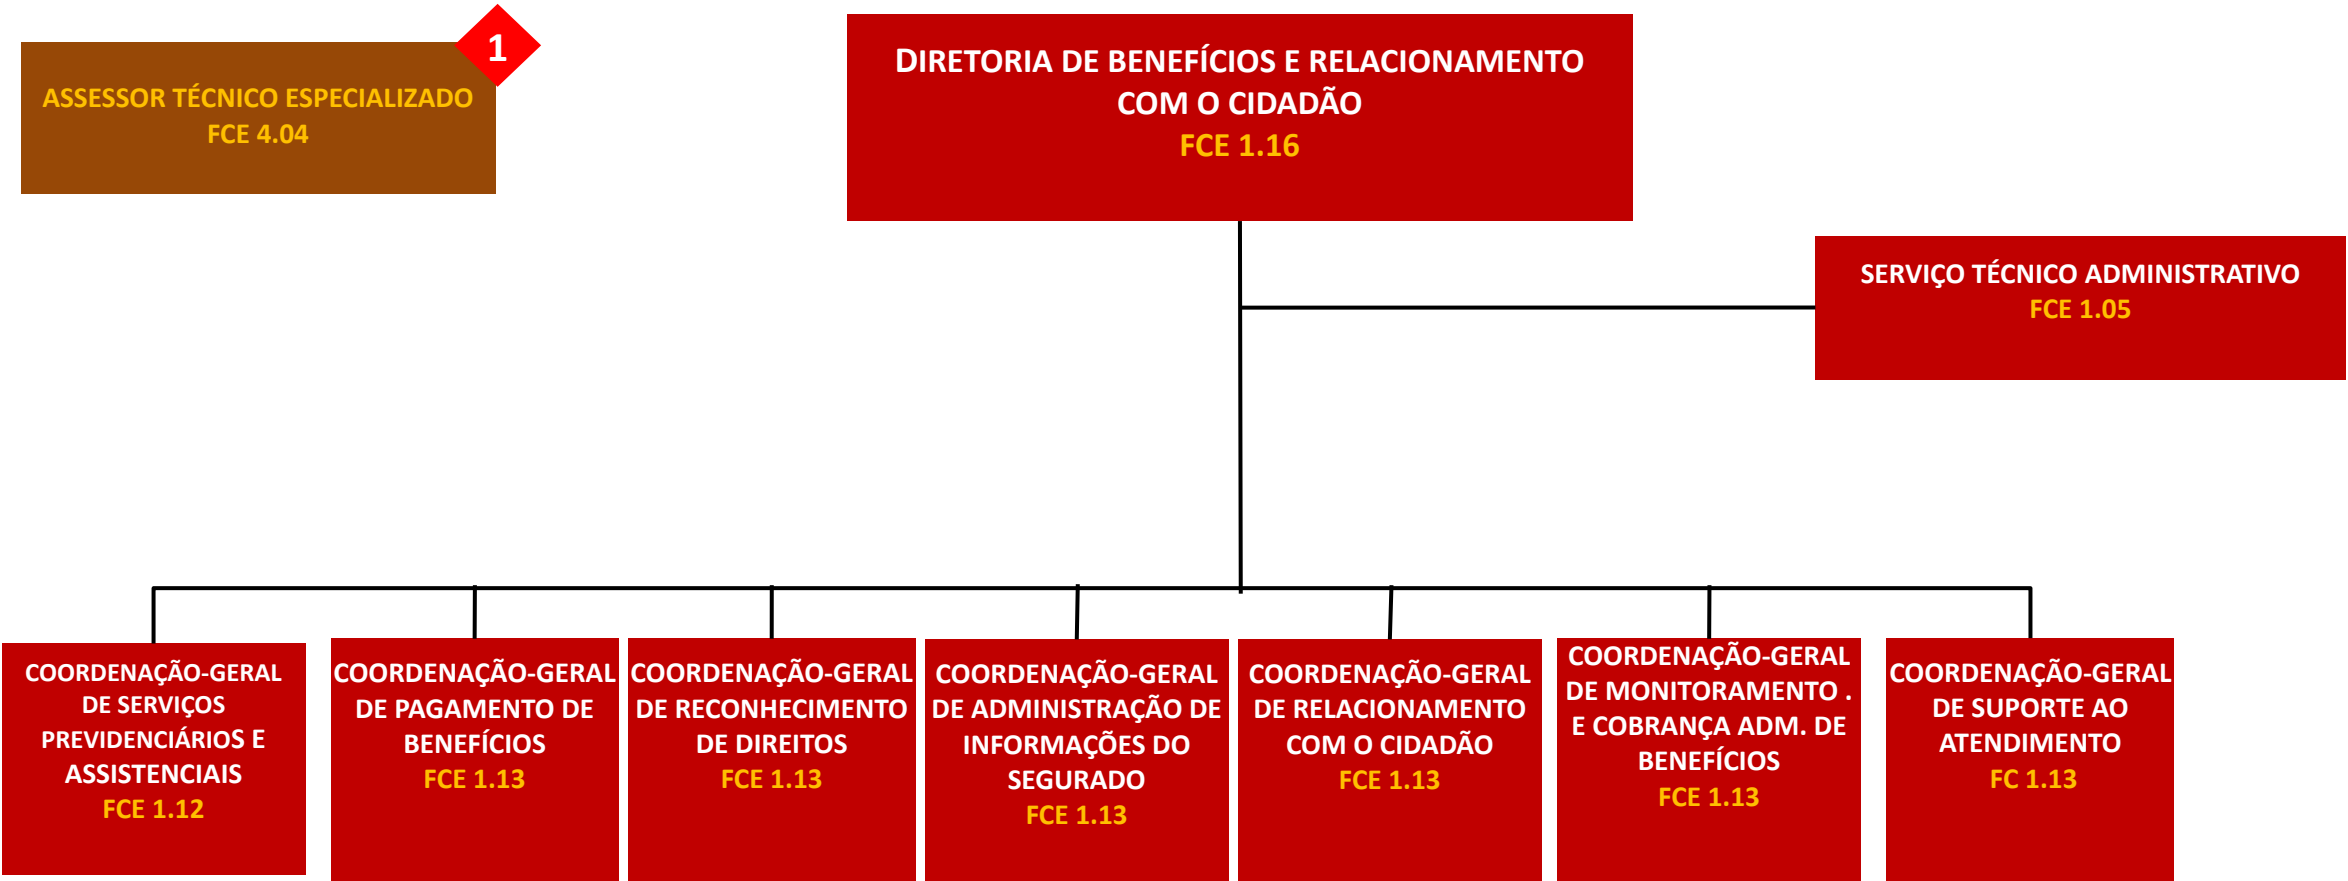 1
ASSESSOR TÉCNICO ESPECIALIZADO
FCE 4.04
DIRETORIA DE BENEFÍCIOS E RELACIONAMENTO
COM O CIDADÃO
FCE 1.16
SERVIÇO TÉCNICO ADMINISTRATIVO
FCE 1.05
COORDENAÇÃO-GERAL
DE SERVIÇOS
PREVIDENCIÁRIOS E
ASSISTENCIAIS
FCE 1.12
COORDENAÇÃO-GERAL
DE PAGAMENTO DE
BENEFÍCIOS
FCE 1.13
COORDENAÇÃO-GERAL
DE RECONHECIMENTO
DE DIREITOS
FCE 1.13
COORDENAÇÃO-GERAL
DE ADMINISTRAÇÃO DE
INFORMAÇÕES DO
SEGURADO
FCE 1.13
COORDENAÇÃO-GERAL
DE RELACIONAMENTO
COM O CIDADÃO
FCE 1.13
COORDENAÇÃO-GERAL
DE MONITORAMENTO .
E COBRANÇA ADM. DE
BENEFÍCIOS
FCE 1.13
COORDENAÇÃO-GERAL
DE SUPORTE AO
ATENDIMENTO
FC 1.13